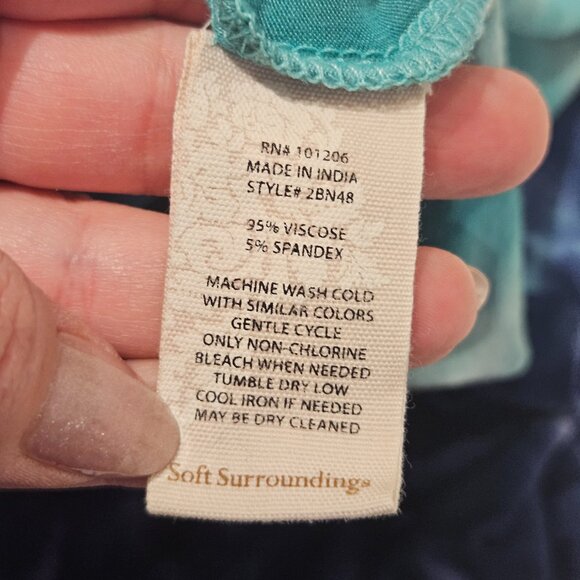 RN# 101206
MADE IN INDIA
STYLE# 2BN48
95% VISCOSE
5% SPANDEX
MACHINE WASH COLD
WITH SIMILAR COLORS
GENTLE CYCLE
ONLY NON-CHLORINE
BLEACH WHEN NEEDED
TUMBLE DRY LOW
COOL IRON IF NEEDED
MAY BE DRY CLEANED
Soft Surroundings